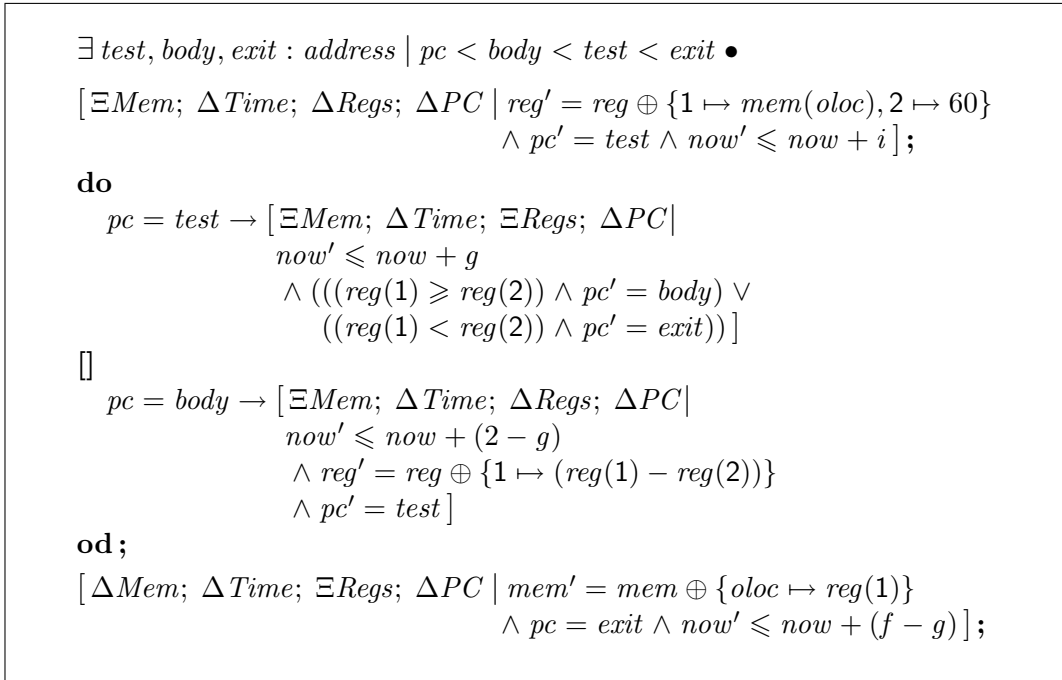 ∃ test, body, exit : address | pc < body < test < exit •
[ ΞMem; ΔTime; ΔRegs; ΔPC | reg′ = reg ⊕ {1 ↦ mem(oloc), 2 ↦ 60}
∧ pc′ = test ∧ now′ ⩽ now + i ] ;
do
pc = test → [ ΞMem; ΔTime; ΞRegs; ΔPC|
now′ ⩽ now + g
∧ (((reg(1) ⩾ reg(2)) ∧ pc′ = body) ∨
((reg(1) < reg(2)) ∧ pc′ = exit)) ]
[]
pc = body → [ ΞMem; ΔTime; ΔRegs; ΔPC|
now′ ⩽ now + (2 − g)
∧ reg′ = reg ⊕ {1 ↦ (reg(1) − reg(2))}
∧ pc′ = test ]
od ;
[ ΔMem; ΔTime; ΞRegs; ΔPC | mem′ = mem ⊕ {oloc ↦ reg(1)}
∧ pc = exit ∧ now′ ⩽ now + (f − g) ] ;